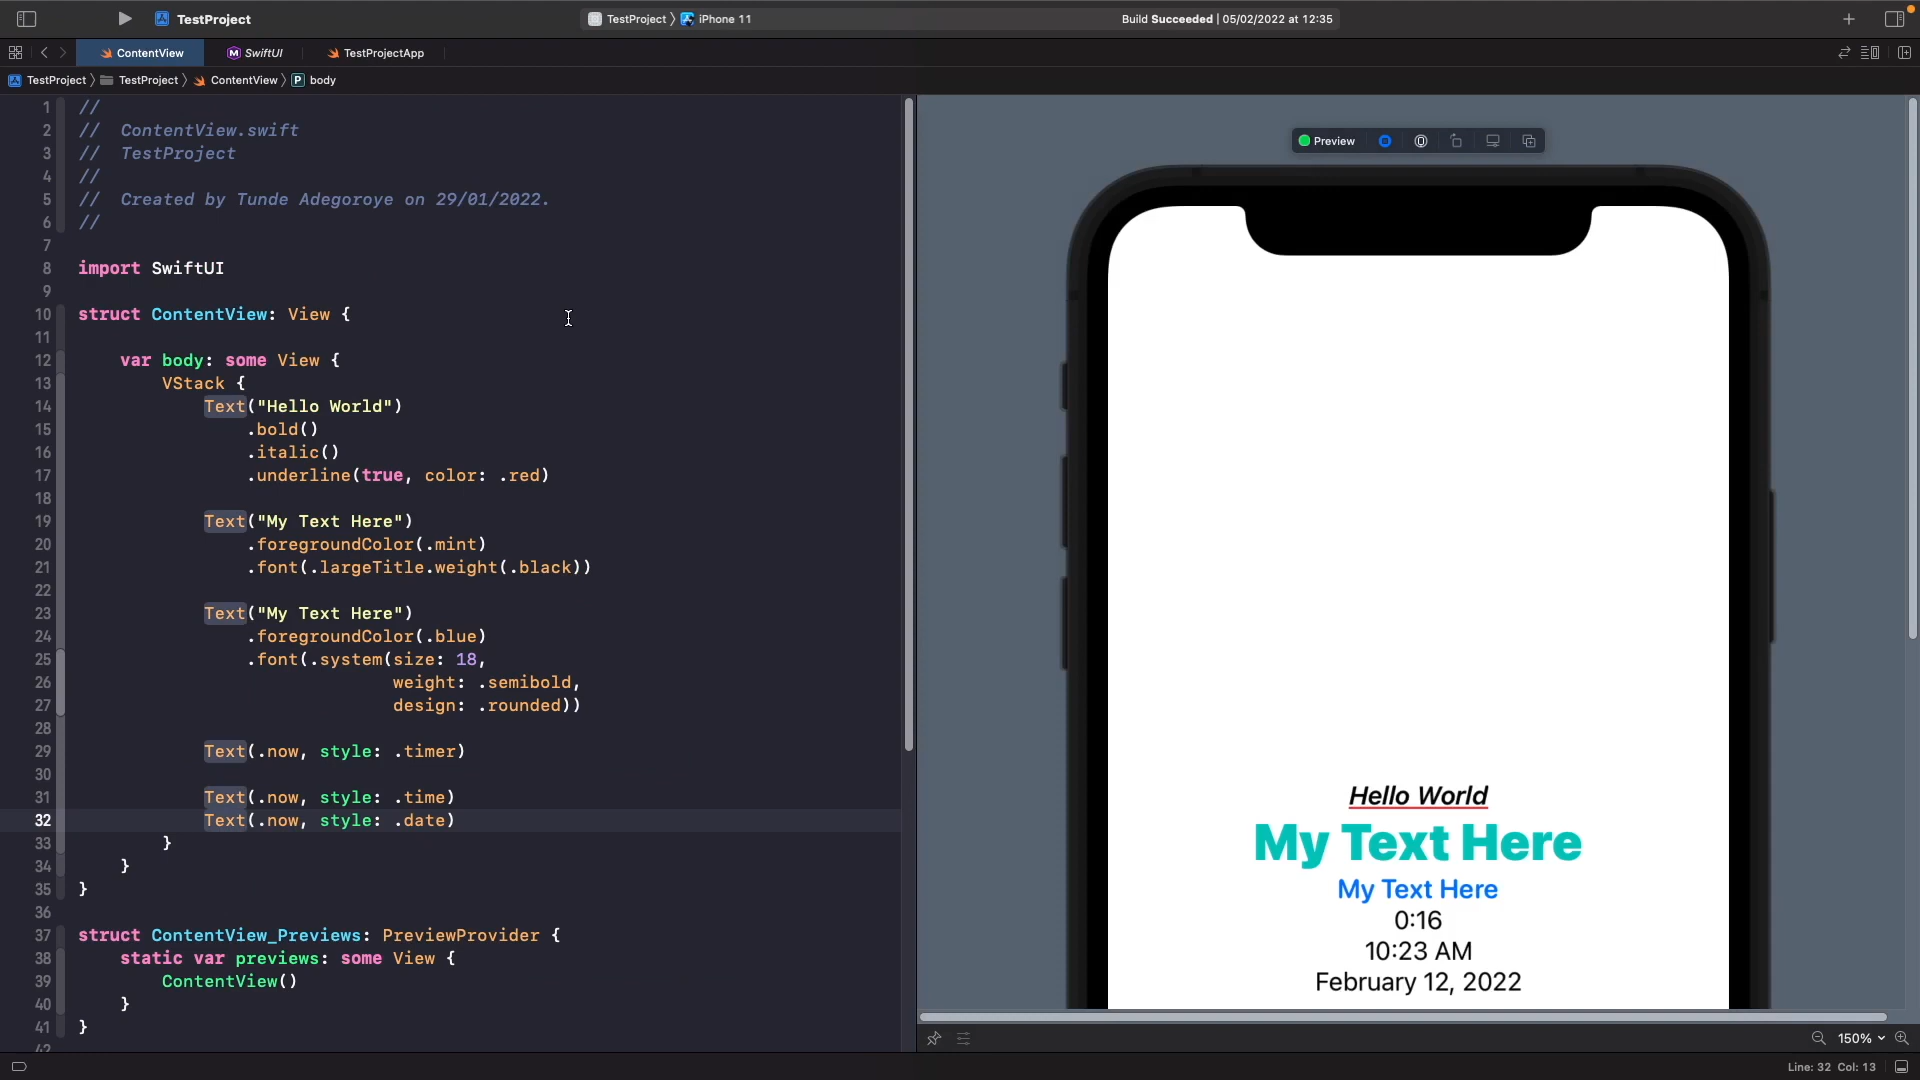 TestProject
TestProject
iPhone 11
Build Succeeded | 05/02/2022 at 12:35
ContentView
SwiftUI
TestProjectApp
TestProject
TestProject
ContentView
P
body
1 //
2 //  ContentView.swift
3 //  TestProject
4 //
5 //  Created by Tunde Adegoroye on 29/01/2022.
6 //
7
8 import SwiftUI
9
10 struct ContentView: View {
11
12     var body: some View {
13         VStack {
14             Text("Hello World")
15                 .bold()
16                 .italic()
17                 .underline(true, color: .red)
18
19             Text("My Text Here")
20                 .foregroundColor(.mint)
21                 .font(.largeTitle.weight(.black))
22
23             Text("My Text Here")
24                 .foregroundColor(.blue)
25                 .font(.system(size: 18,
26                               weight: .semibold,
27                               design: .rounded))
28
29             Text(.now, style: .timer)
30
31             Text(.now, style: .time)
32             Text(.now, style: .date)
33         }
34     }
35 }
36
37 struct ContentView_Previews: PreviewProvider {
38     static var previews: some View {
39         ContentView()
40     }
41 }
42
Preview
Hello World
My Text Here
My Text Here
0:16
10:23 AM
February 12, 2022
150%
Line: 32 Col: 13